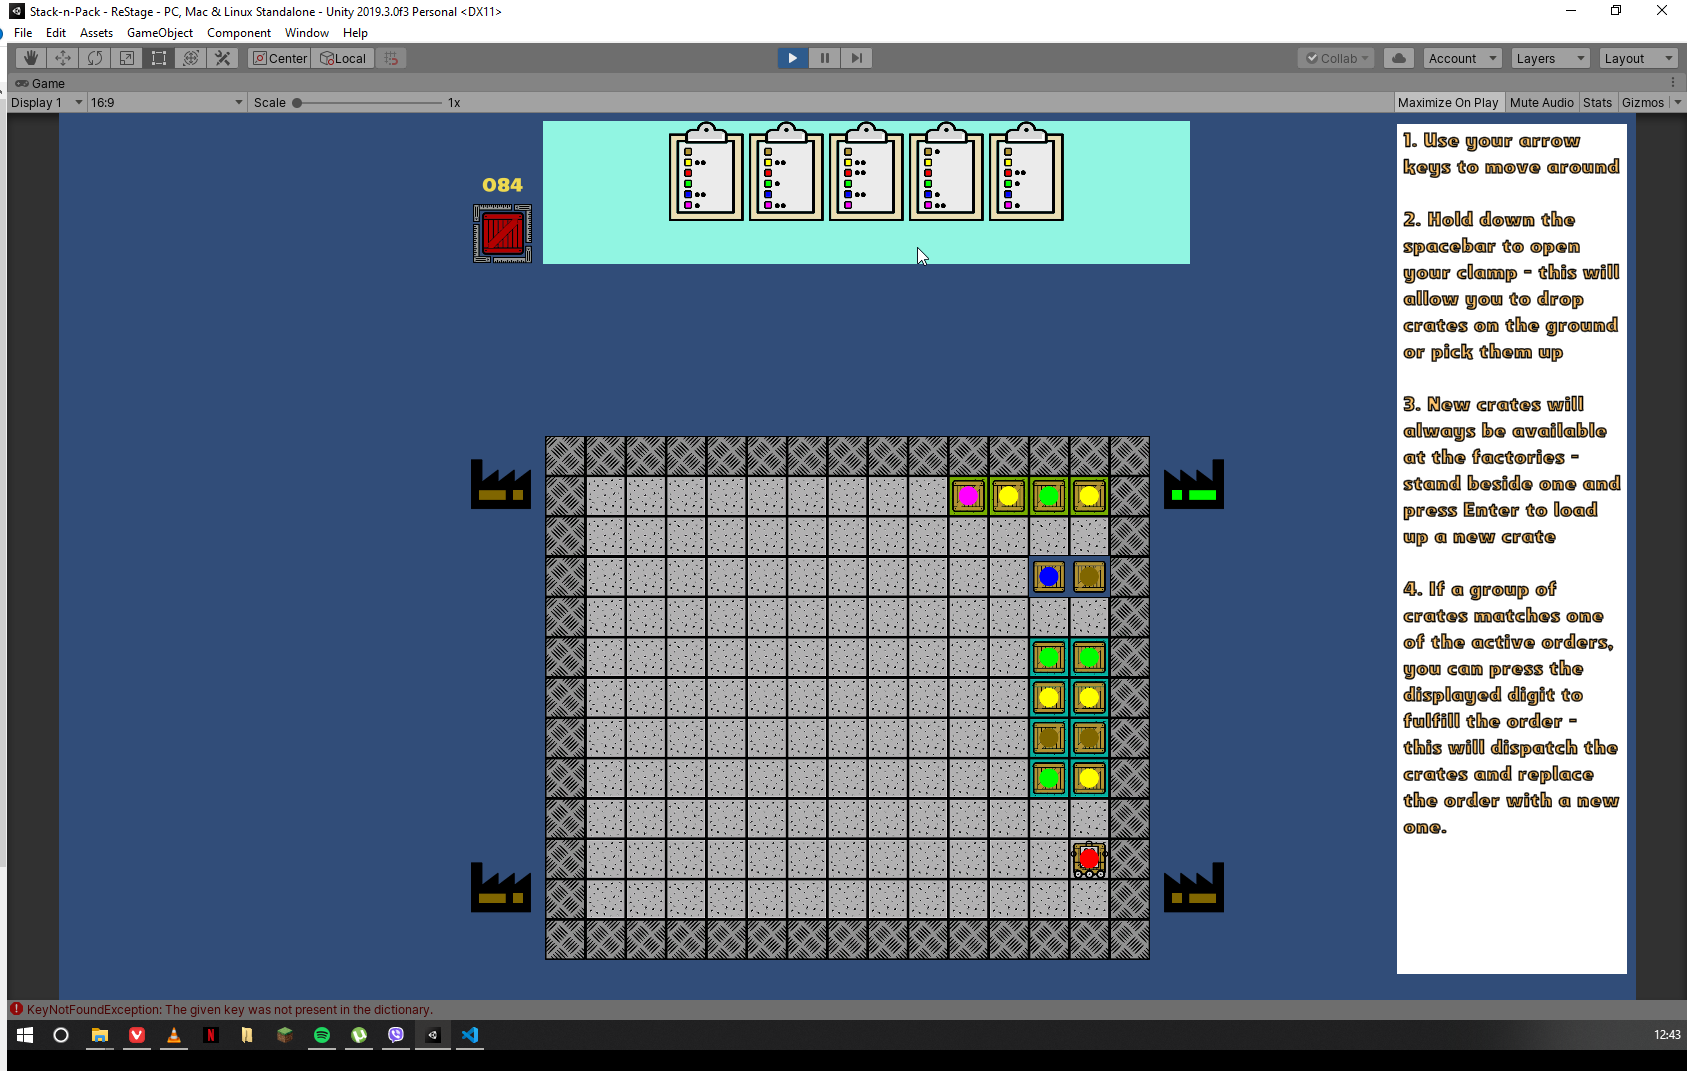 Stack-n-Pack - ReStage - PC, Mac & Linux Standalone - Unity 2019.3.0f3 Personal <DX11>
File Edit Assets GameObject Component Window Help
Center Local Collab Account Layers Layout
Game
Display 1 16:9 Scale 1x Maximize On Play Mute Audio Stats Gizmos
084
1. Use your arrow
keys to move around
2. Hold down the
spacebar to open
your clamp - this will
allow you to drop
crates on the ground
or pick them up
3. New crates will
always be available
at the factories -
stand beside one and
press Enter to load
up a new crate
4. If a group of
crates matches one
of the active orders,
you can press the
displayed digit to
fulfill the order -
this will dispatch the
crates and replace
the order with a new
one.
KeyNotFoundException: The given key was not present in the dictionary.
12:43